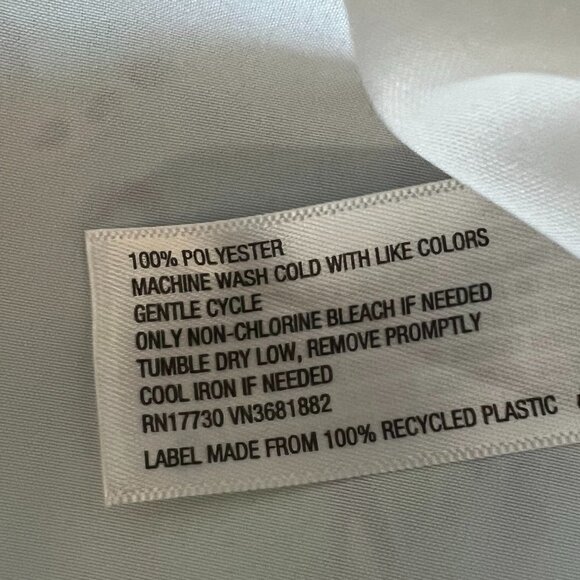 100% POLYESTER
MACHINE WASH COLD WITH LIKE COLORS
GENTLE CYCLE
ONLY NON-CHLORINE BLEACH IF NEEDED
TUMBLE DRY LOW, REMOVE PROMPTLY
COOL IRON IF NEEDED
RN17730 VN3681882
LABEL MADE FROM 100% RECYCLED PLASTIC